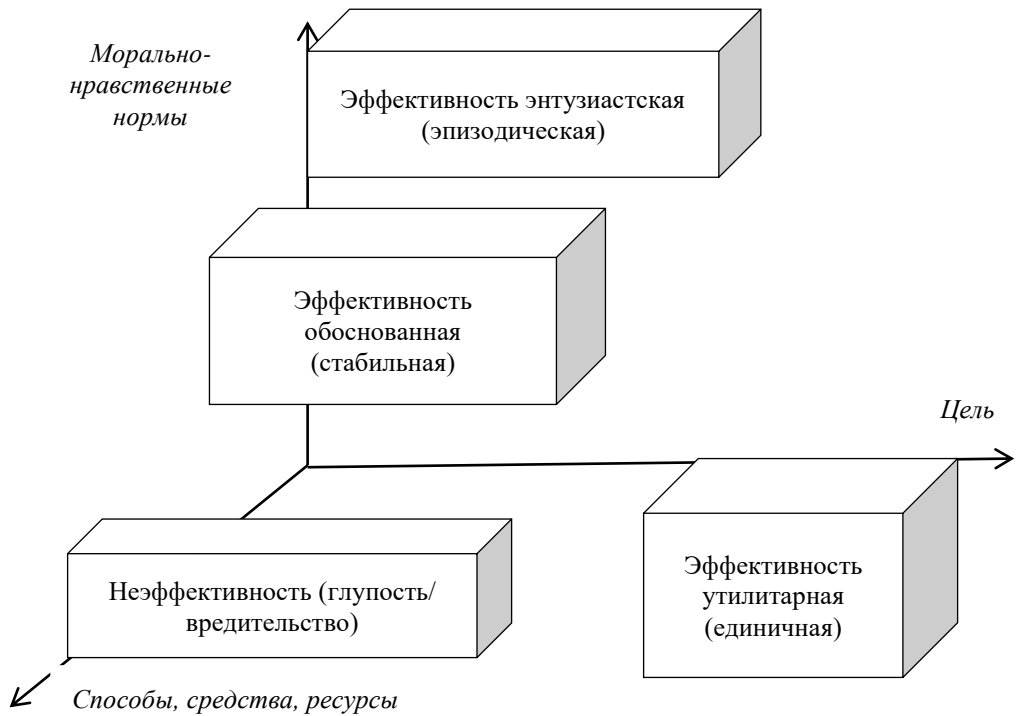 Морально-
нравственные
нормы
Эффективность энтузиастская
(эпизодическая)
Эффективность
обоснованная
(стабильная)
Цель
Неэффективность (глупость/
вредительство)
Эффективность
утилитарная
(единичная)
Способы, средства, ресурсы